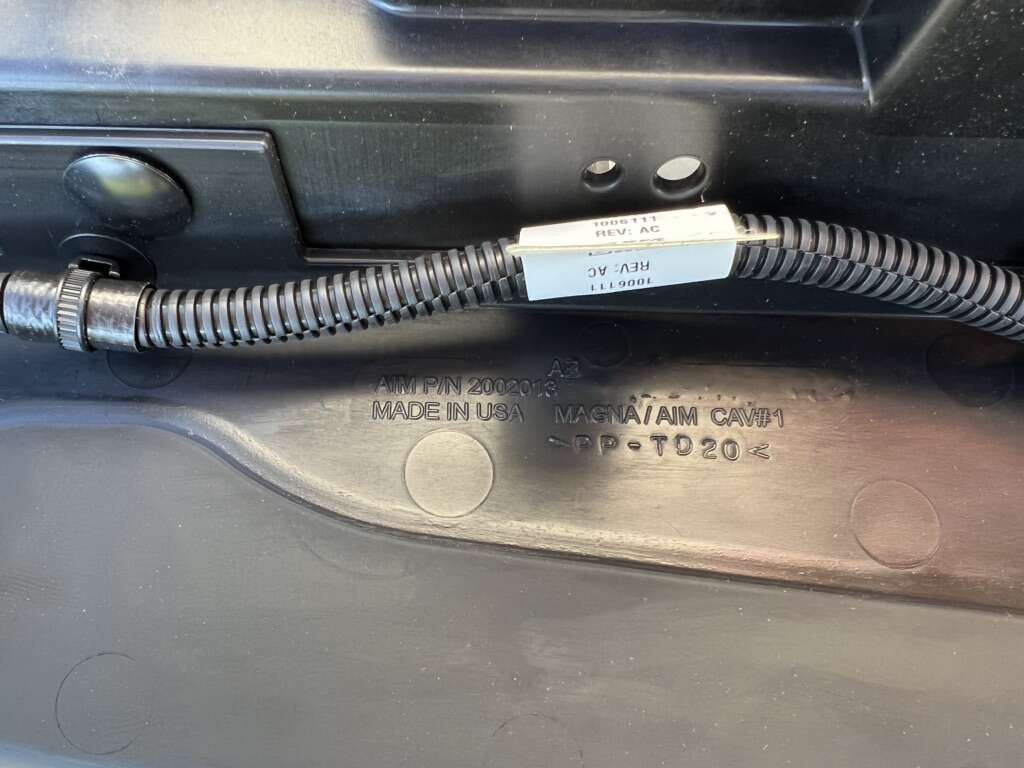 1006111
REV: AC
REV: AC
1006111
AB
AIM P/N 2002013
MADE IN USA MAGNA/AIM CAV#1
>PP-TD20<